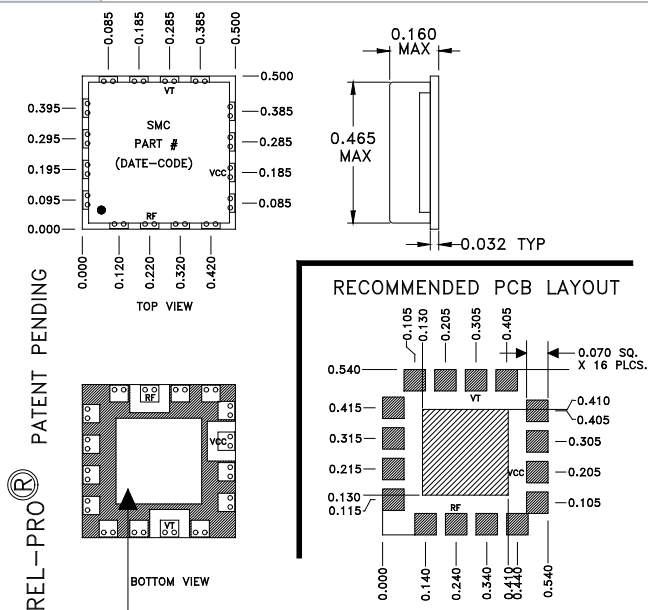 0.085 0.185 0.285 0.385 0.500
0.500
0.395
0.295
0.195
0.095
0.000
0.385
0.285
0.185
0.085
VT
SMC
PART #
(DATE-CODE)
VCC
RF
0.000 0.120 0.220 0.320 0.420
TOP VIEW
0.160
MAX
0.465
MAX
0.032 TYP
REL-PRO® PATENT PENDING
RF
VCC
VT
BOTTOM VIEW
RECOMMENDED PCB LAYOUT
0.105 0.130 0.205 0.305 0.405
0.070 SQ.
X 16 PLCS.
0.540
0.415
0.315
0.215
0.130
0.115
VT
0.410
0.405
0.305
0.205
0.105
VCC
RF
0.000 0.140 0.240 0.340 0.410 0.440 0.540